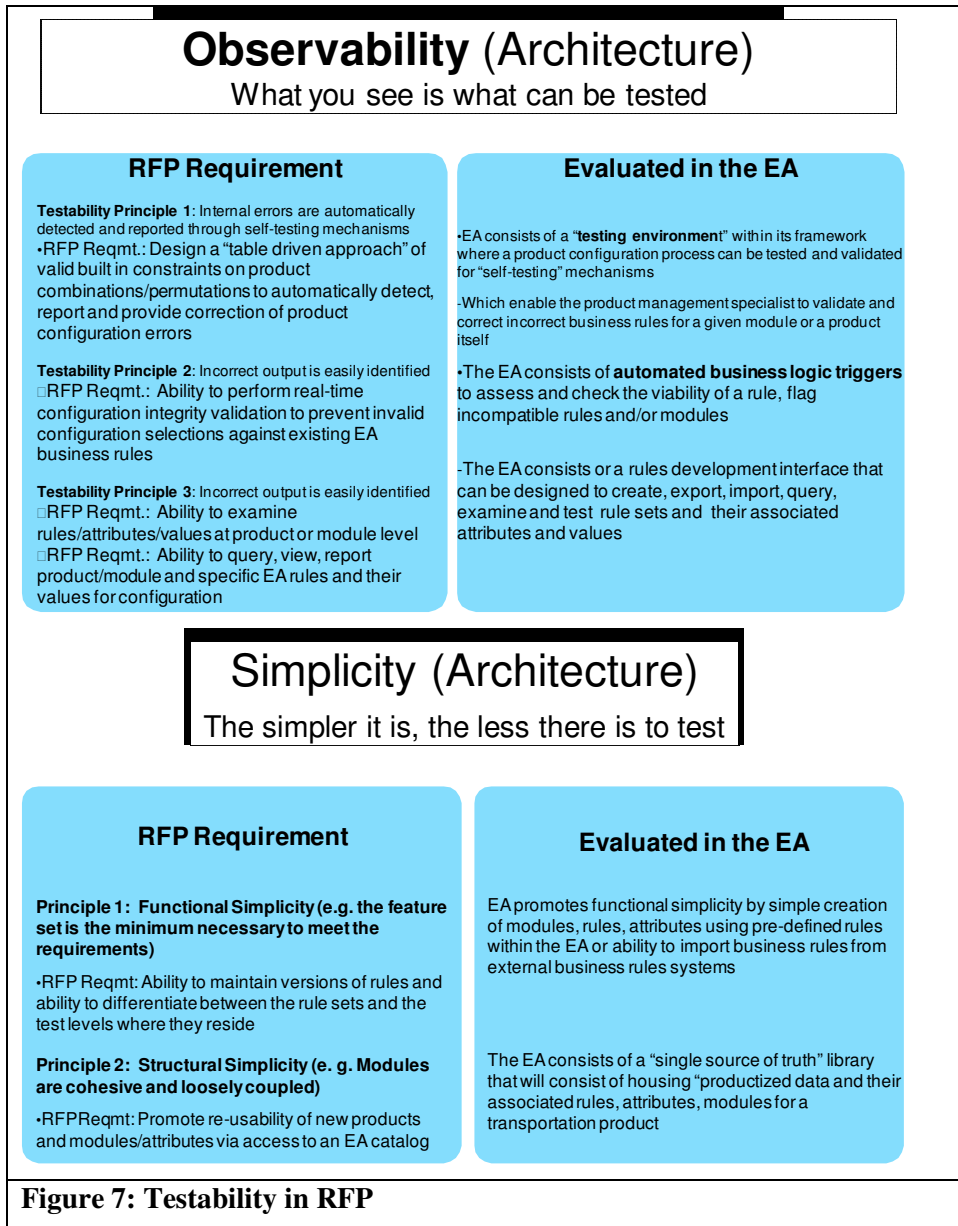 Observability (Architecture)
What you see is what can be tested
RFP Requirement
Testability Principle 1: Internal errors are automatically
detected and reported through self-testing mechanisms
•RFP Reqmt.: Design a “table driven approach” of
valid built in constraints on product
combinations/permutations to automatically detect,
report and provide correction of product
configuration errors
Testability Principle 2: Incorrect output is easily identified
□RFP Reqmt.: Ability to perform real-time
configuration integrity validation to prevent invalid
configuration selections against existing EA
business rules
Testability Principle 3: Incorrect output is easily identified
□RFP Reqmt.: Ability to examine
rules/attributes/values at product or module level
□RFP Reqmt.: Ability to query, view, report
product/module and specific EA rules and their
values for configuration
Evaluated in the EA
•EA consists of a “testing environment” within its framework
where a product configuration process can be tested and validated
for “self-testing” mechanisms
-Which enable the product management specialist to validate and
correct incorrect business rules for a given module or a product
itself
•The EA consists of automated business logic triggers
to assess and check the viability of a rule, flag
incompatible rules and/or modules
-The EA consists or a rules development interface that
can be designed to create, export, import, query,
examine and test rule sets and their associated
attributes and values
Simplicity (Architecture)
The simpler it is, the less there is to test
RFP Requirement
Principle 1: Functional Simplicity (e.g. the feature
set is the minimum necessary to meet the
requirements)
•RFP Reqmt: Ability to maintain versions of rules and
ability to differentiate between the rule sets and the
test levels where they reside
Principle 2: Structural Simplicity (e. g. Modules
are cohesive and loosely coupled)
•RFPReqmt: Promote re-usability of new products
and modules/attributes via access to an EA catalog
Evaluated in the EA
EA promotes functional simplicity by simple creation
of modules, rules, attributes using pre-defined rules
within the EA or ability to import business rules from
external business rules systems
The EA consists of a “single source of truth” library
that will consist of housing “productized data and their
associated rules, attributes, modules for a
transportation product
Figure 7: Testability in RFP